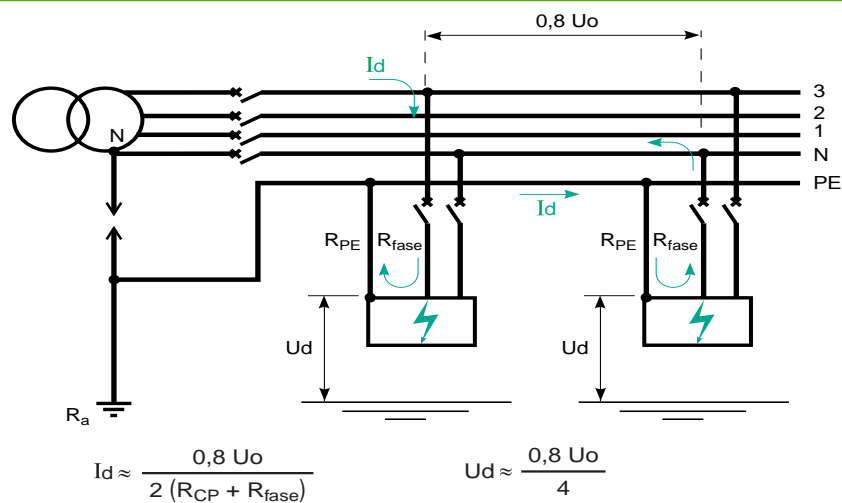 0,8 Uo
Id
3
2
1
N
N
PE
Id
RPE Rfase
RPE Rfase
Ud
Ud
Ra
Id ≈ 0,8 Uo / 2 (RCP + Rfase)
Ud ≈ 0,8 Uo / 4